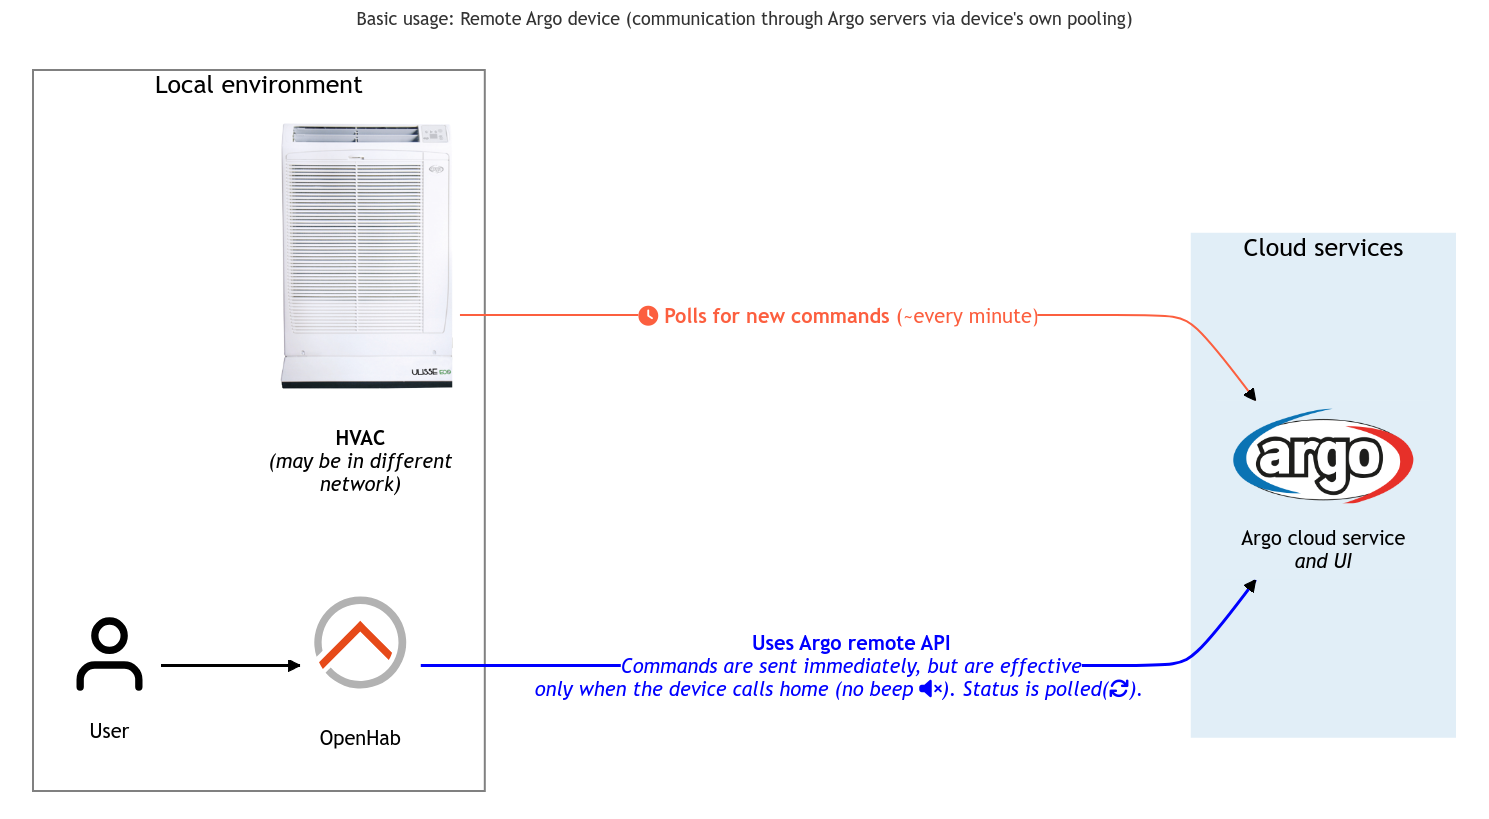 Basic usage: Remote Argo device (communication through Argo servers via device's own pooling)
Local environment
argo
ULISSE ECO
HVAC
(may be in different
network)
Polls for new commands (~every minute)
Cloud services
argo
Argo cloud service
and UI
Uses Argo remote API
Commands are sent immediately, but are effective
only when the device calls home (no beep ). Status is polled().
User
OpenHab